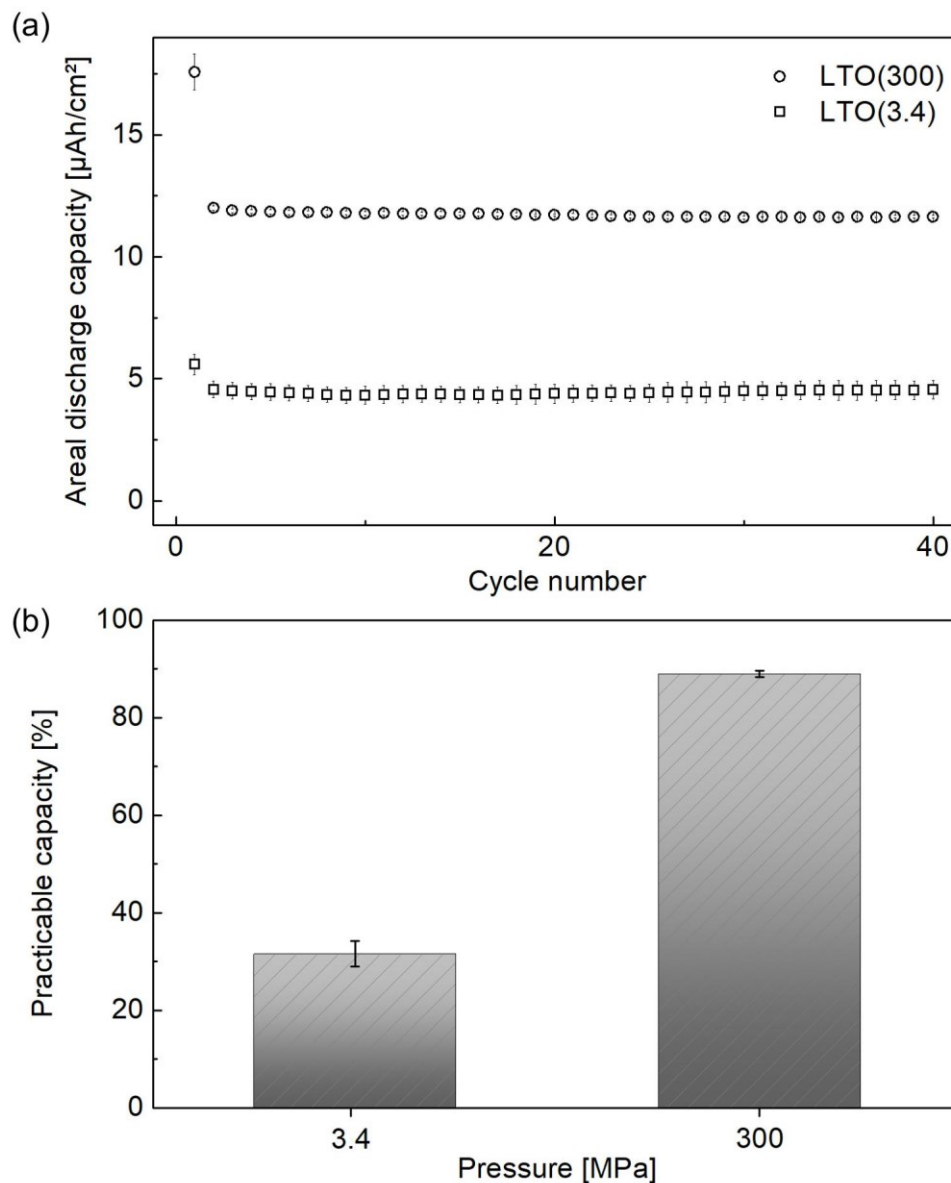 (a)
Areal discharge capacity [µAh/cm²]
15
10
5
0
LTO(300)
LTO(3.4)
0
20
40
Cycle number
(b)
Practicable capacity [%]
100
80
60
40
20
0
3.4
300
Pressure [MPa]